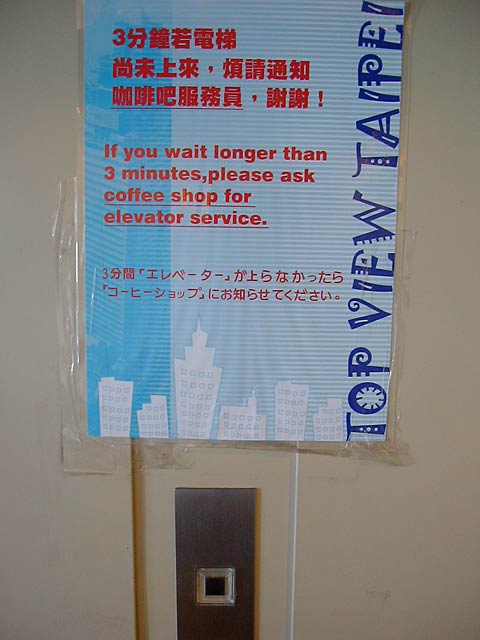 3分鐘若電梯
尚未上來，煩請通知
咖啡吧服務員，謝謝！
If you wait longer than
3 minutes,please ask
coffee shop for
elevator service.
3分間「エレベーター」が上らなかったら
「コーヒーショップ」にお知らせてください。
TOP VIEW TAIPEI